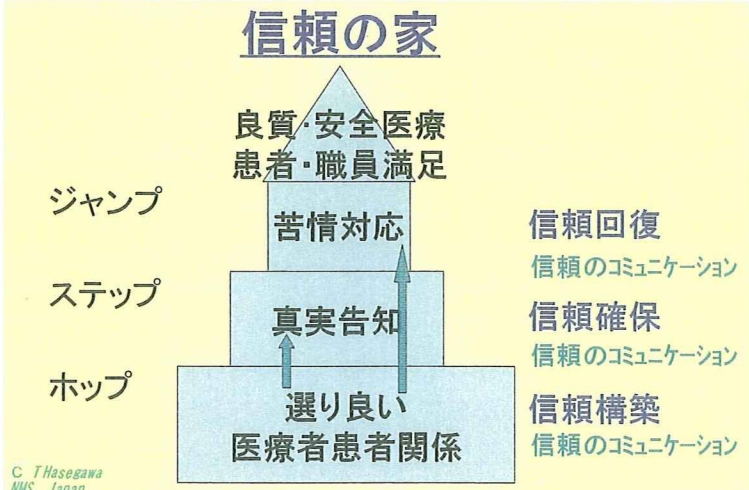 信頼の家
良質・安全医療
患者・職員満足
ジャンプ
苦情対応
信頼回復
信頼のコミュニケーション
ステップ
真実告知
信頼確保
信頼のコミュニケーション
ホップ
選り良い
医療者患者関係
信頼構築
信頼のコミュニケーション
C T Hasegawa
NMS Japan